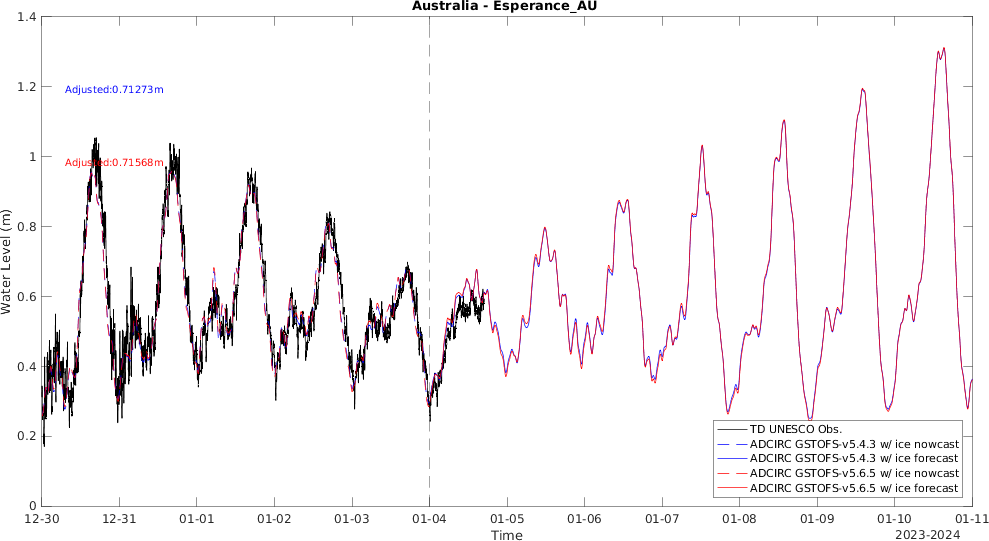 Australia - Esperance_AU
1.4
1.2
1
0.8
0.6
0.4
0.2
0
Water Level (m)
Adjusted:0.71273m
Adjusted:0.71568m
TD UNESCO Obs.
ADCIRC GSTOFS-v5.4.3 w/ ice nowcast
ADCIRC GSTOFS-v5.4.3 w/ ice forecast
ADCIRC GSTOFS-v5.6.5 w/ ice nowcast
ADCIRC GSTOFS-v5.6.5 w/ ice forecast
12-30 12-31 01-01 01-02 01-03 01-04 01-05 01-06 01-07 01-08 01-09 01-10 01-11
Time
2023-2024